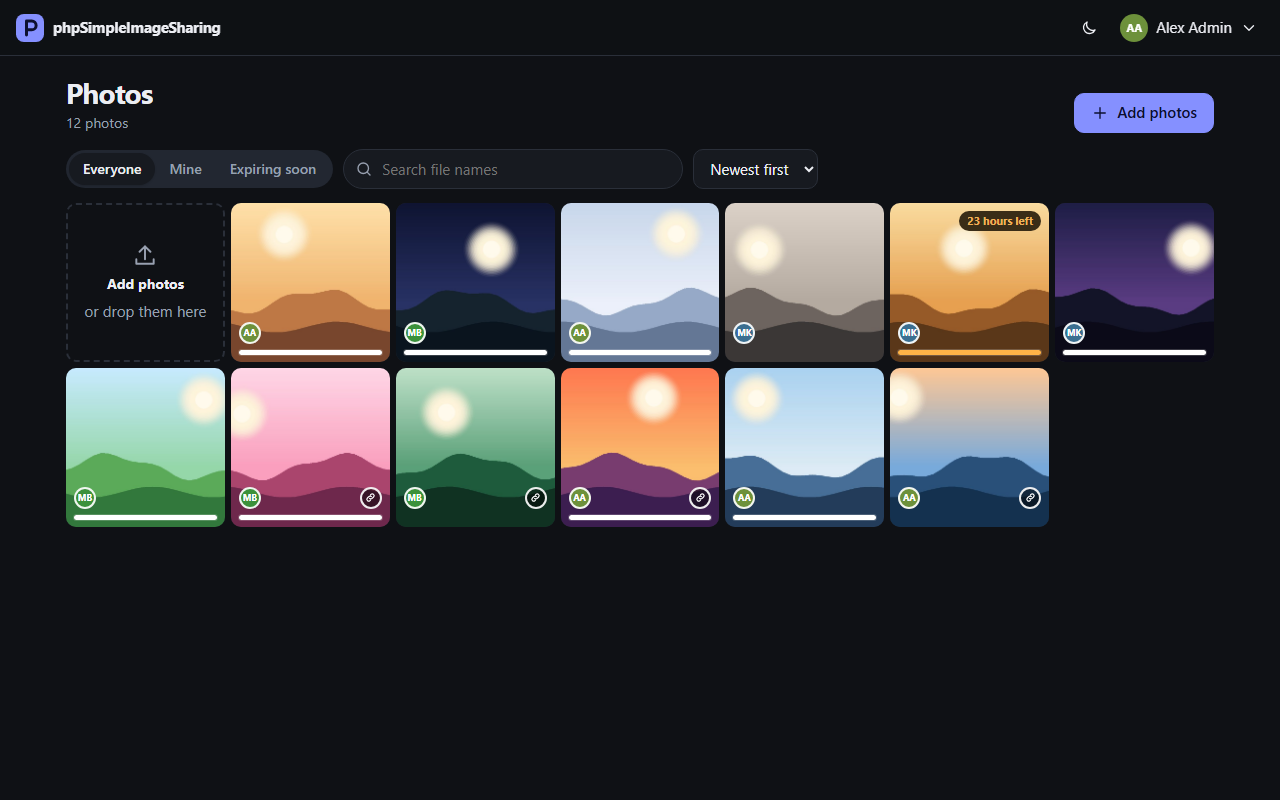 P phpSimpleImageSharing
AA Alex Admin
Photos
12 photos
Add photos
Everyone Mine Expiring soon
Search file names
Newest first
Add photos
or drop them here
AA
MB
AA
MK
23 hours left
MK
MK
MB
MB
MB
AA
AA
AA